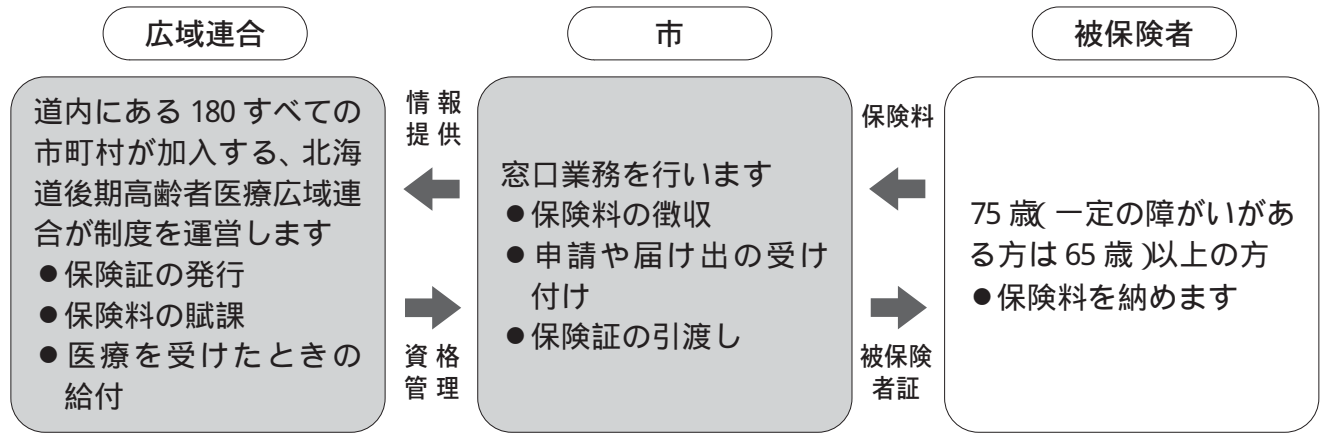 広域連合
道内にある 180 すべての
市町村が加入する、北海
道後期高齢者医療広域連
合が制度を運営します
●保険証の発行
●保険料の賦課
●医療を受けたときの
給付
情報
提供
資格
管理
市
窓口業務を行います
●保険料の徴収
●申請や届け出の受け
付け
●保険証の引渡し
保険料
被保険
者証
被保険者
75 歳(一定の障がいがあ
る方は 65 歳)以上の方
●保険料を納めます